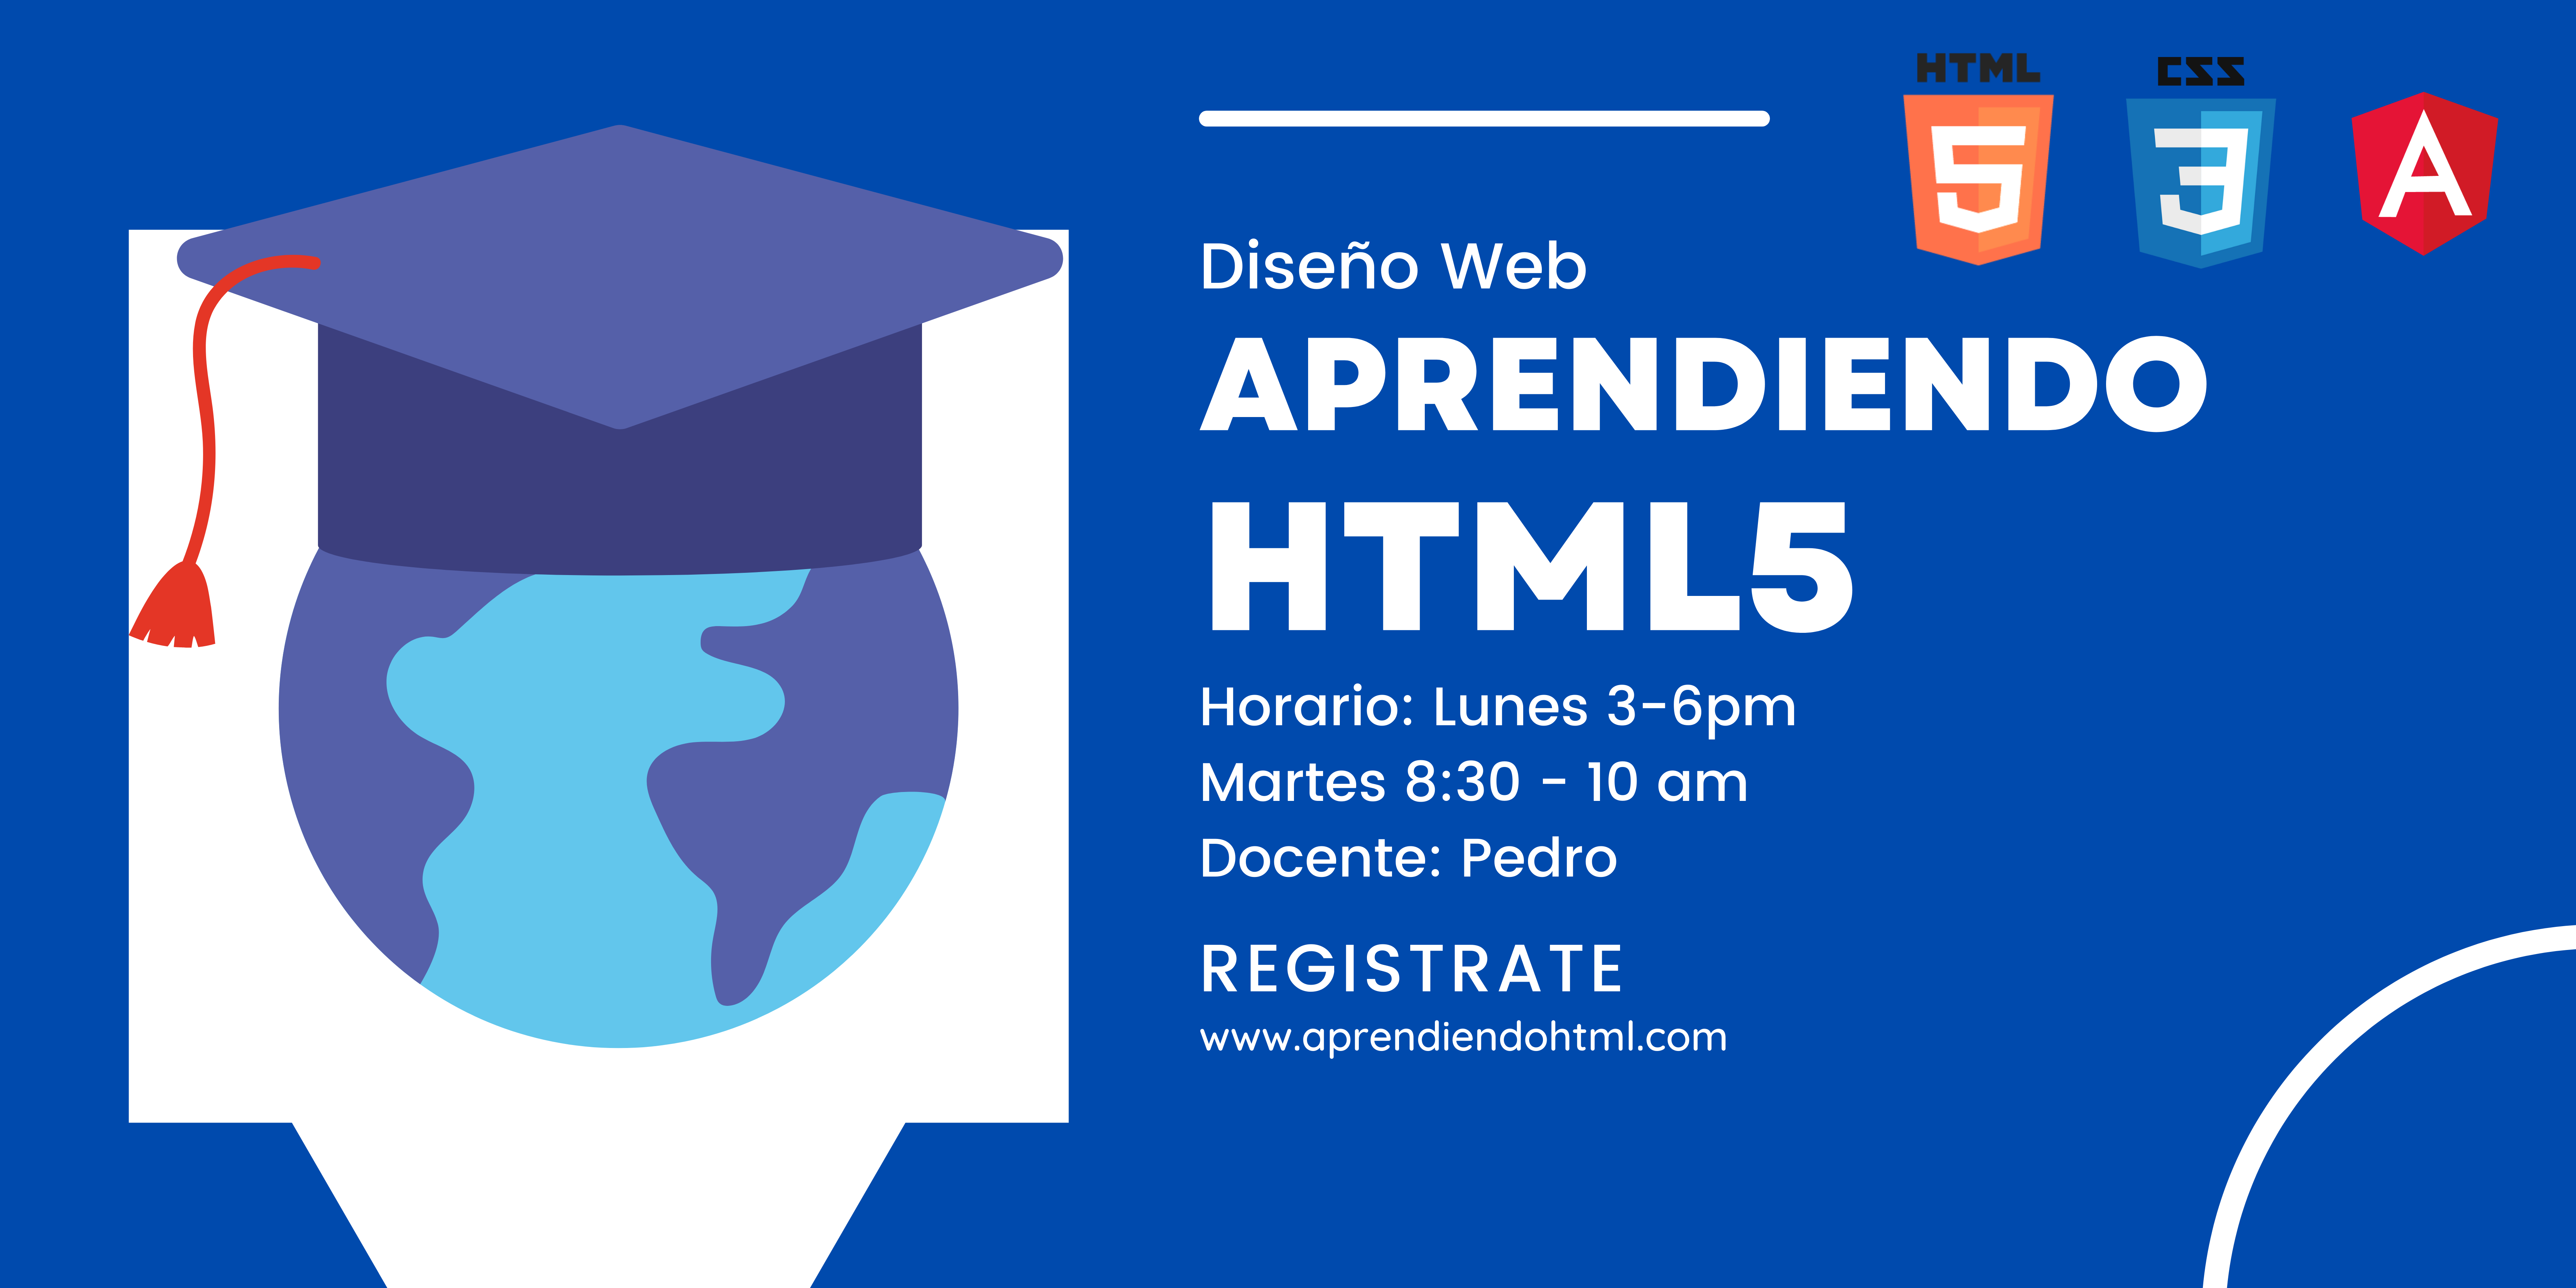 HTML
5
CSS
3
A
Diseño Web
APRENDIENDO
HTML5
Horario: Lunes 3-6pm
Martes 8:30 - 10 am
Docente: Pedro
REGISTRATE
www.aprendiendohtml.com